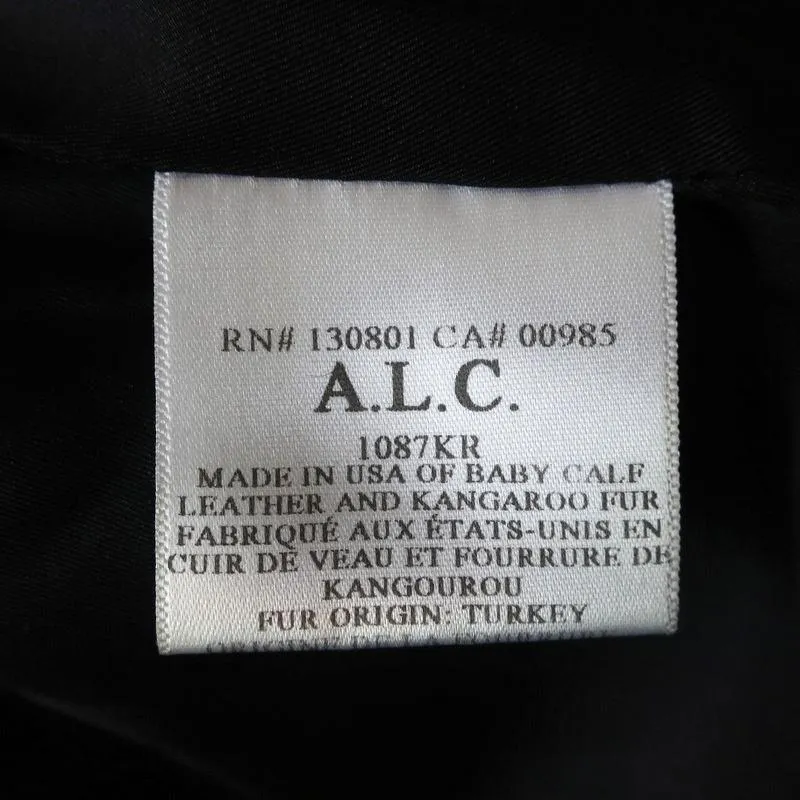 RN# 130801 CA# 00985
A.L.C.
1087KR
MADE IN USA OF BABY CALF
LEATHER AND KANGAROO FUR
FABRIQUÉ AUX ÉTATS-UNIS EN
CUIR DE VEAU ET FOURRURE DE
KANGOUROU
FUR ORIGIN: TURKEY